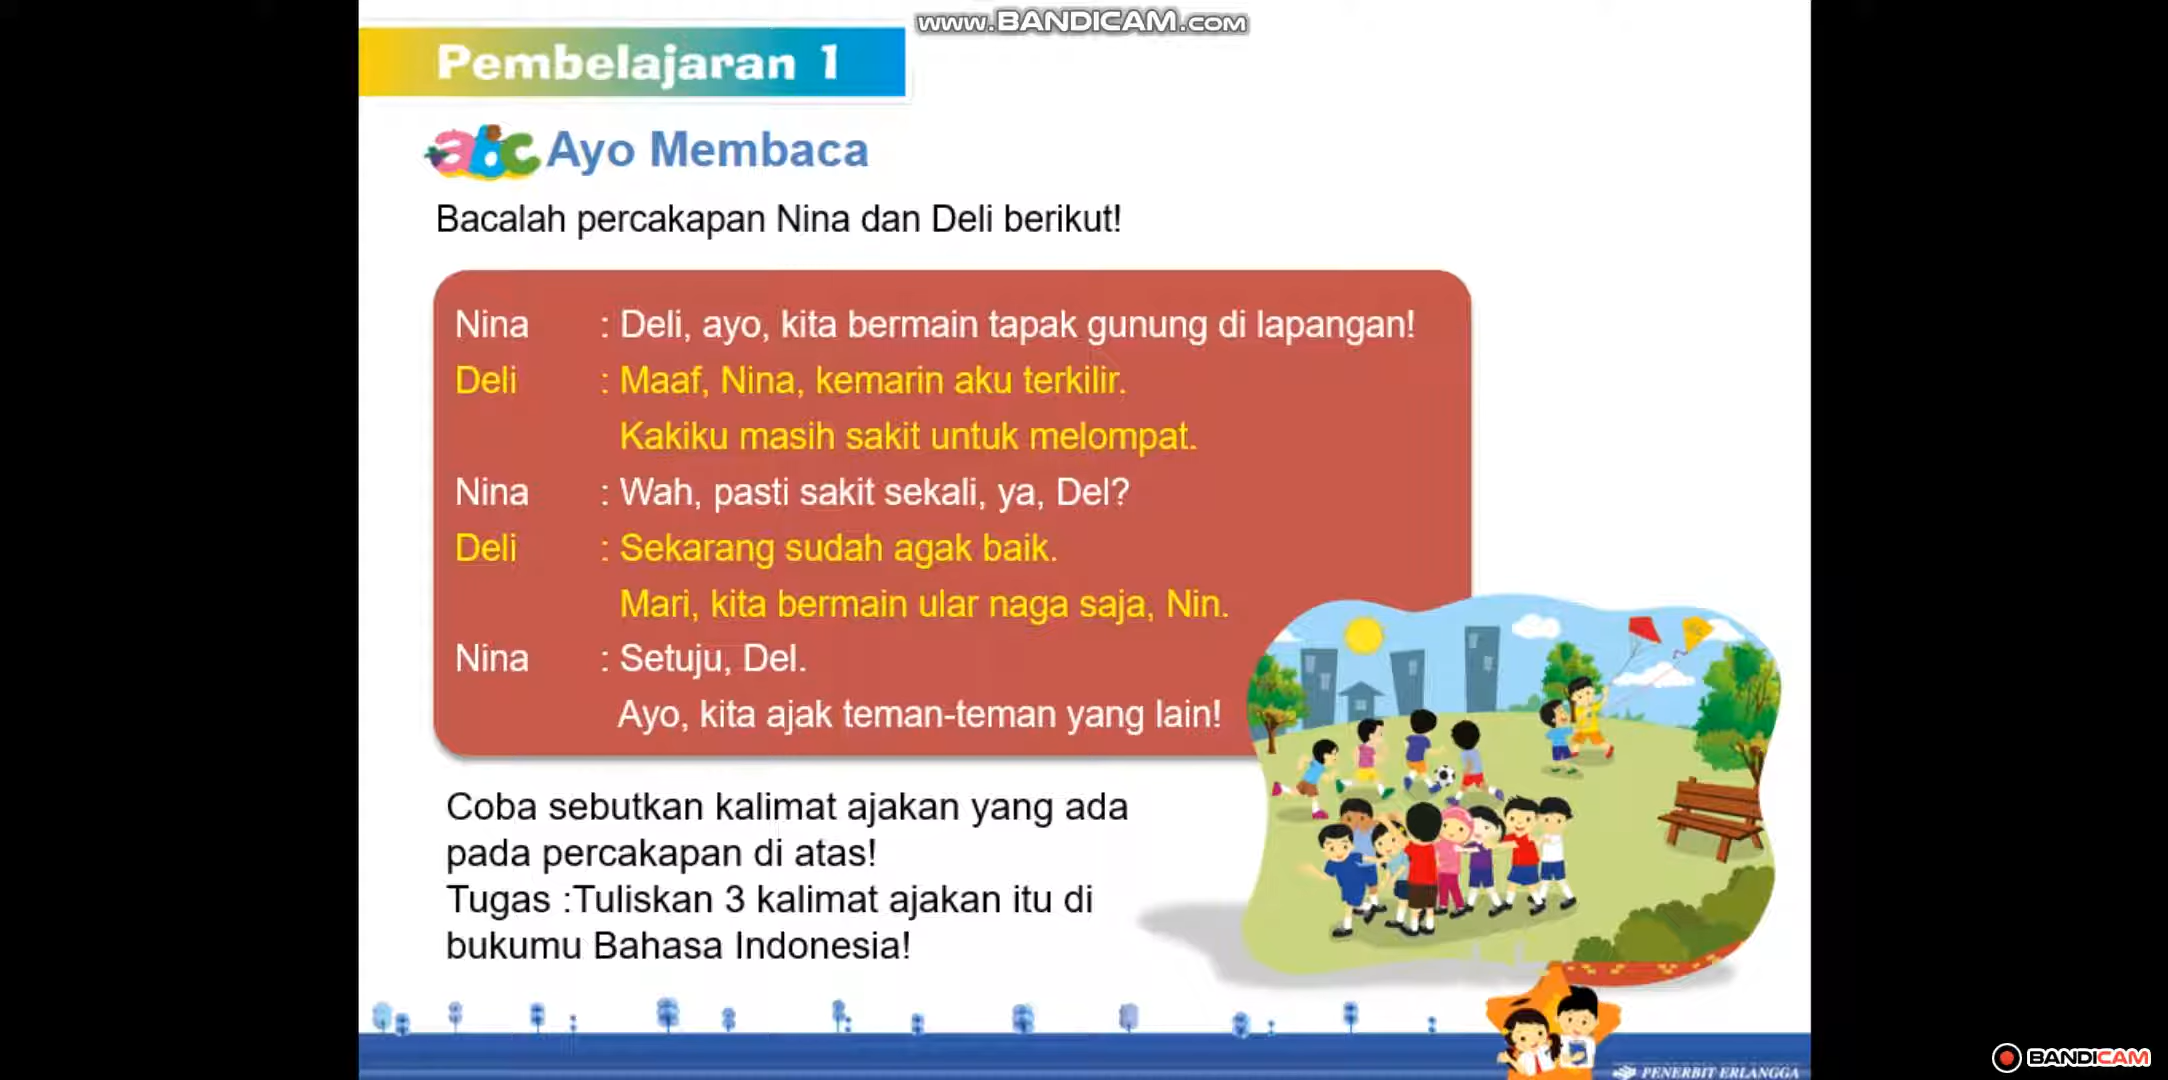 www.BANDICAM.com
Pembelajaran 1
abc Ayo Membaca
Bacalah percakapan Nina dan Deli berikut!
Nina : Deli, ayo, kita bermain tapak gunung di lapangan!
Deli : Maaf, Nina, kemarin aku terkilir.
Kakiku masih sakit untuk melompat.
Nina : Wah, pasti sakit sekali, ya, Del?
Deli : Sekarang sudah agak baik.
Mari, kita bermain ular naga saja, Nin.
Nina : Setuju, Del.
Ayo, kita ajak teman-teman yang lain!
Coba sebutkan kalimat ajakan yang ada
pada percakapan di atas!
Tugas :Tuliskan 3 kalimat ajakan itu di
bukumu Bahasa Indonesia!
PENERBIT ERLANGGA
BANDICAM